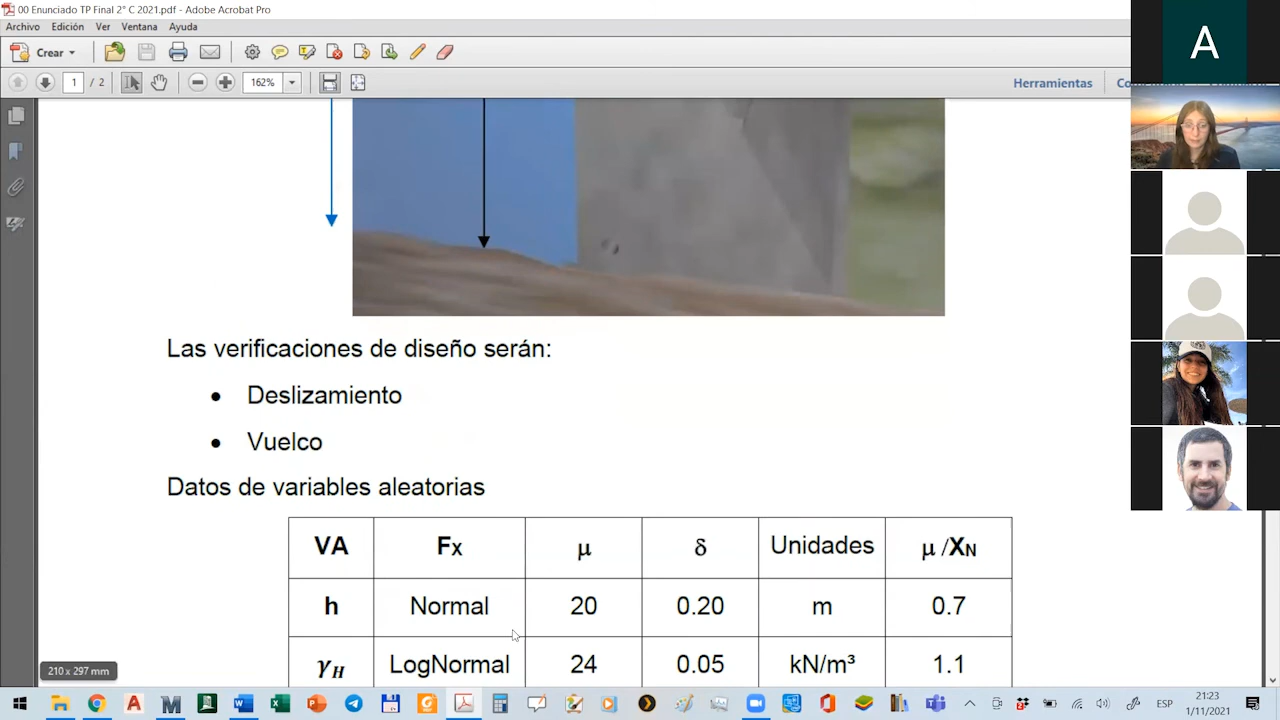 00 Enunciado TP Final 2° C 2021.pdf - Adobe Acrobat Pro
Archivo Edición Ver Ventana Ayuda
Crear
1 / 2 162% Herramientas
A
Las verificaciones de diseño serán:
• Deslizamiento
• Vuelco
Datos de variables aleatorias
VA Fx μ δ Unidades μ /XN
h Normal 20 0.20 m 0.7
γH LogNormal 24 0.05 kN/m³ 1.1
210 x 297 mm
ESP
21:23
1/11/2021